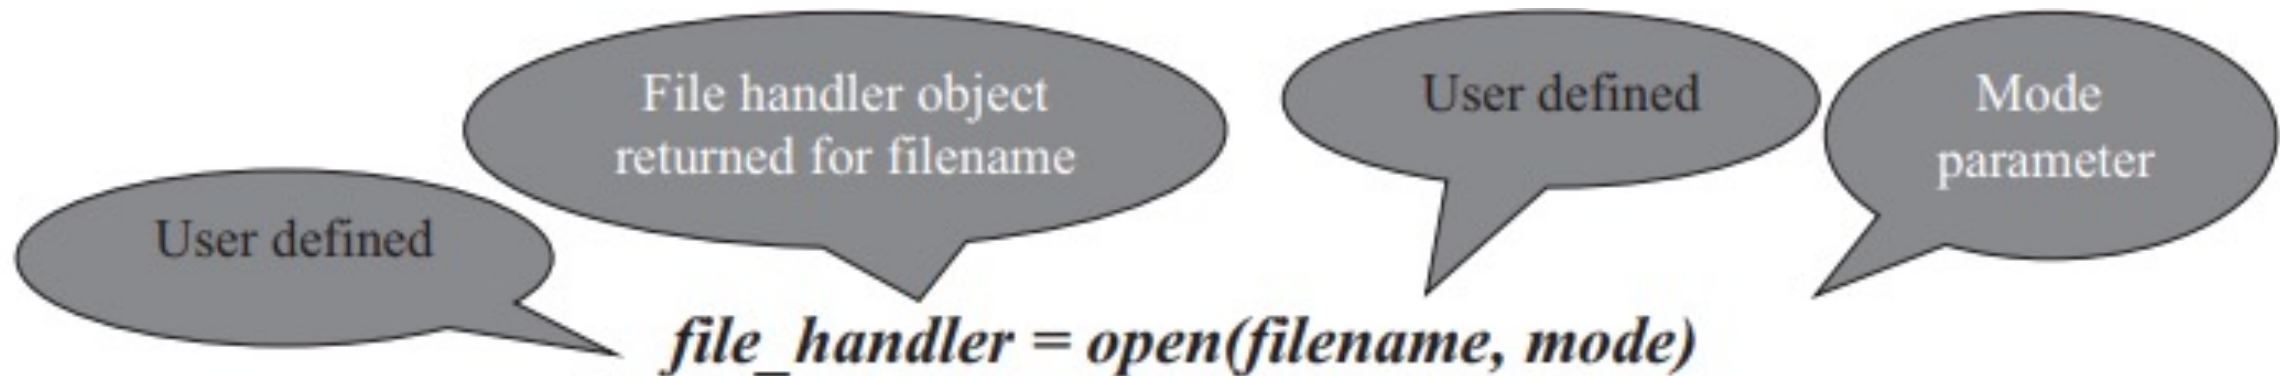 File handler object
returned for filename
User defined
Mode
parameter
User defined
file_handler = open(filename, mode)